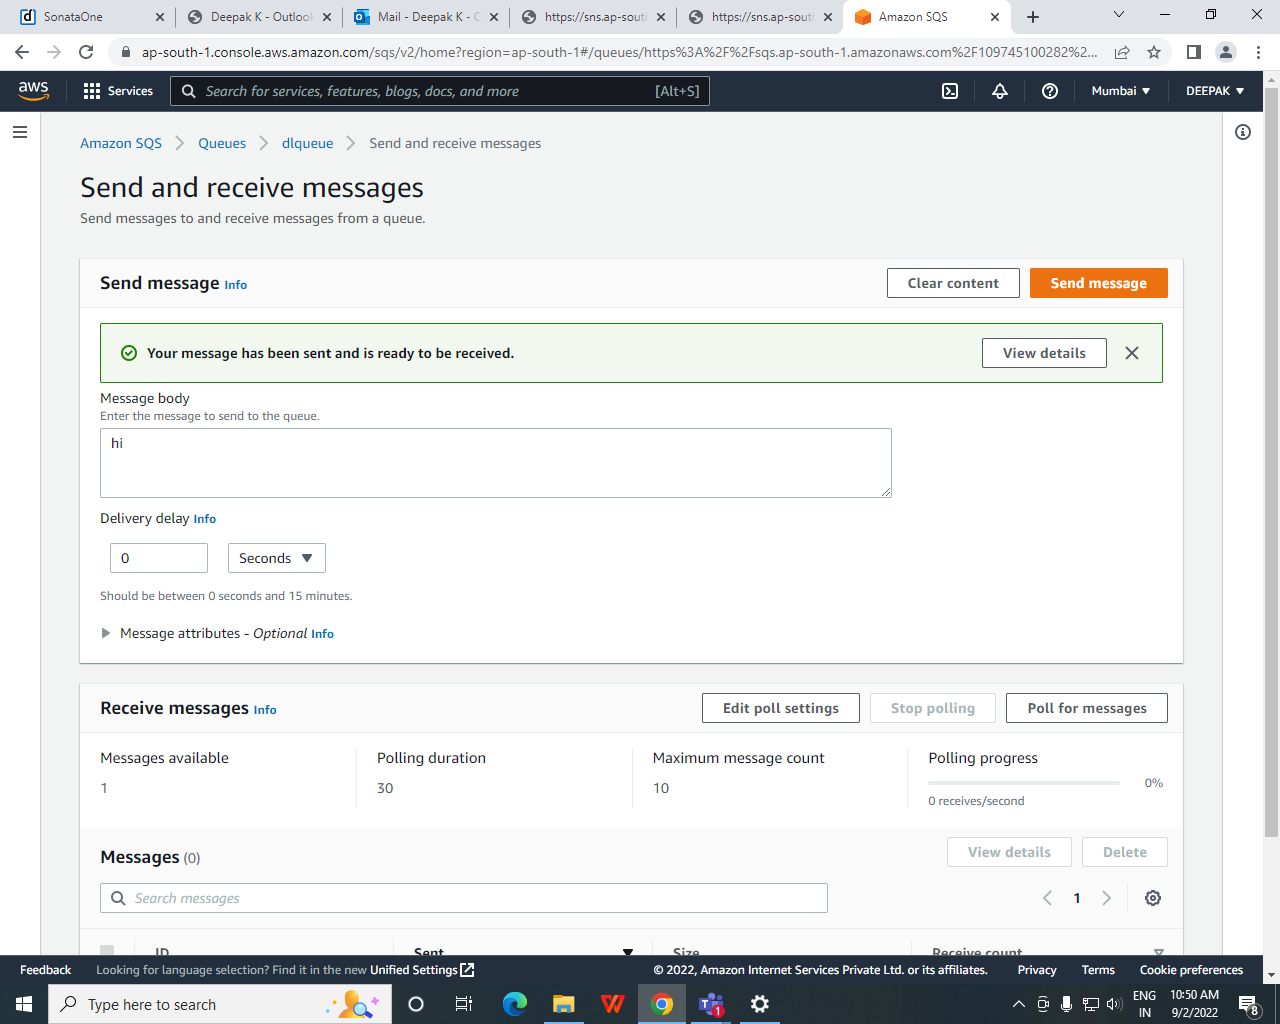 SonataOne
Deepak K - Outlook
Mail - Deepak K - O
https://sns.ap-sout
https://sns.ap-sout
Amazon SQS
ap-south-1.console.aws.amazon.com/sqs/v2/home?region=ap-south-1#/queues/https%3A%2F%2Fsqs.ap-south-1.amazonaws.com%2F109745100282%2...
aws
Services
Search for services, features, blogs, docs, and more
[Alt+S]
Mumbai
DEEPAK
Amazon SQS
Queues
dlqueue
Send and receive messages
Send and receive messages
Send messages to and receive messages from a queue.
Send message Info
Clear content
Send message
Your message has been sent and is ready to be received.
View details
Message body
Enter the message to send to the queue.
hi
Delivery delay Info
0
Seconds
Should be between 0 seconds and 15 minutes.
Message attributes - Optional Info
Receive messages Info
Edit poll settings
Stop polling
Poll for messages
Messages available
1
Polling duration
30
Maximum message count
10
Polling progress
0%
0 receives/second
Messages (0)
View details
Delete
Search messages
1
ID
Sent
Size
Receive count
Feedback
Looking for language selection? Find it in the new Unified Settings
© 2022, Amazon Internet Services Private Ltd. or its affiliates.
Privacy
Terms
Cookie preferences
Type here to search
1
ENG
IN
10:50 AM
9/2/2022
8